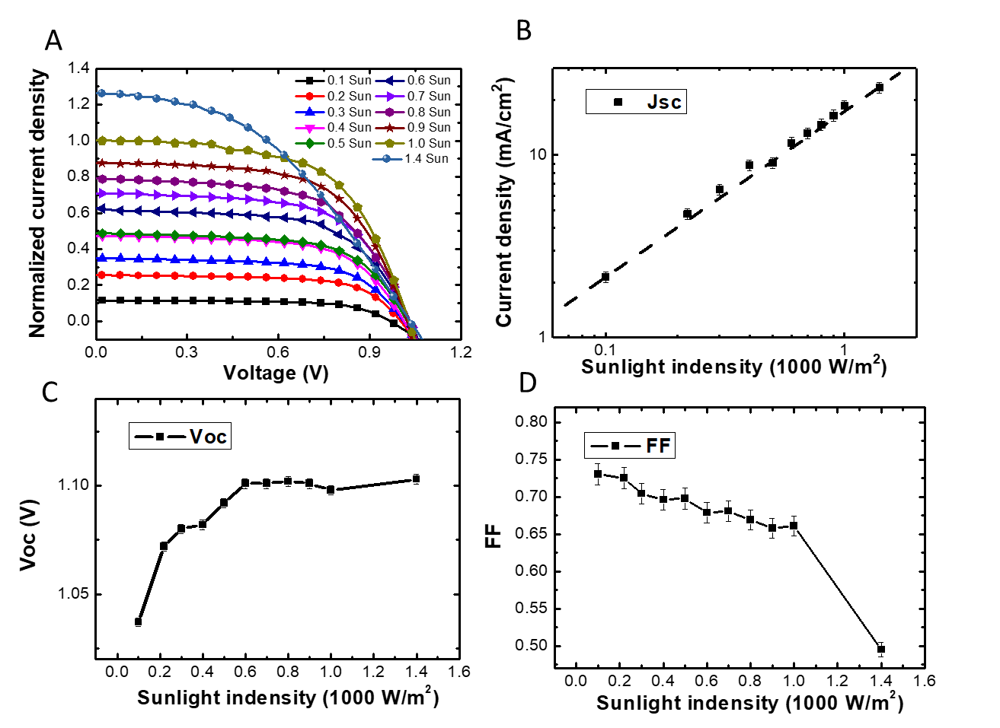 A
Normalized current density
1.4
1.2
1.0
0.8
0.6
0.4
0.2
0.0
0.1 Sun
0.2 Sun
0.3 Sun
0.4 Sun
0.5 Sun
0.6 Sun
0.7 Sun
0.8 Sun
0.9 Sun
1.0 Sun
1.4 Sun
0.0 0.3 0.6 0.9 1.2
Voltage (V)
B
Current density (mA/cm²)
10
1
Jsc
0.1 1
Sunlight indensity (1000 W/m²)
C
Voc (V)
1.10
1.05
Voc
0.0 0.2 0.4 0.6 0.8 1.0 1.2 1.4 1.6
Sunlight indensity (1000 W/m²)
D
FF
0.80
0.75
0.70
0.65
0.60
0.55
0.50
FF
0.0 0.2 0.4 0.6 0.8 1.0 1.2 1.4 1.6
Sunlight indensity (1000 W/m²)